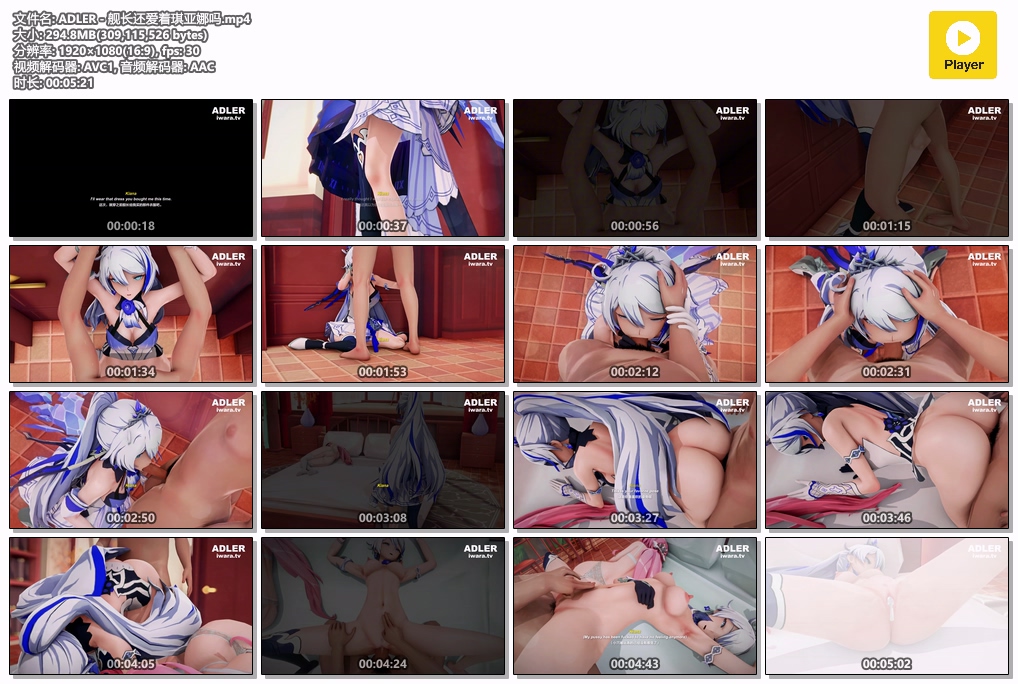 文件名: ADLER - 舰长还爱着琪亚娜吗.mp4
大小: 294.8MB(309,115,526 bytes)
分辨率: 1920×1080(16:9), fps: 30
视频解码器: AVC1, 音频解码器: AAC
时长: 00:05:21
Player
ADLER
iwara.tv
Kiana
I'll wear that dress you bought me this time.
00:00:18
ADLER
iwara.tv
00:00:37
ADLER
iwara.tv
00:00:56
ADLER
iwara.tv
00:01:15
ADLER
iwara.tv
00:01:34
ADLER
iwara.tv
00:01:53
ADLER
iwara.tv
00:02:12
ADLER
iwara.tv
00:02:31
ADLER
iwara.tv
00:02:50
ADLER
iwara.tv
Kiana
00:03:08
ADLER
iwara.tv
00:03:27
ADLER
iwara.tv
00:03:46
ADLER
iwara.tv
00:04:05
ADLER
iwara.tv
00:04:24
ADLER
iwara.tv
00:04:43
ADLER
iwara.tv
00:05:02